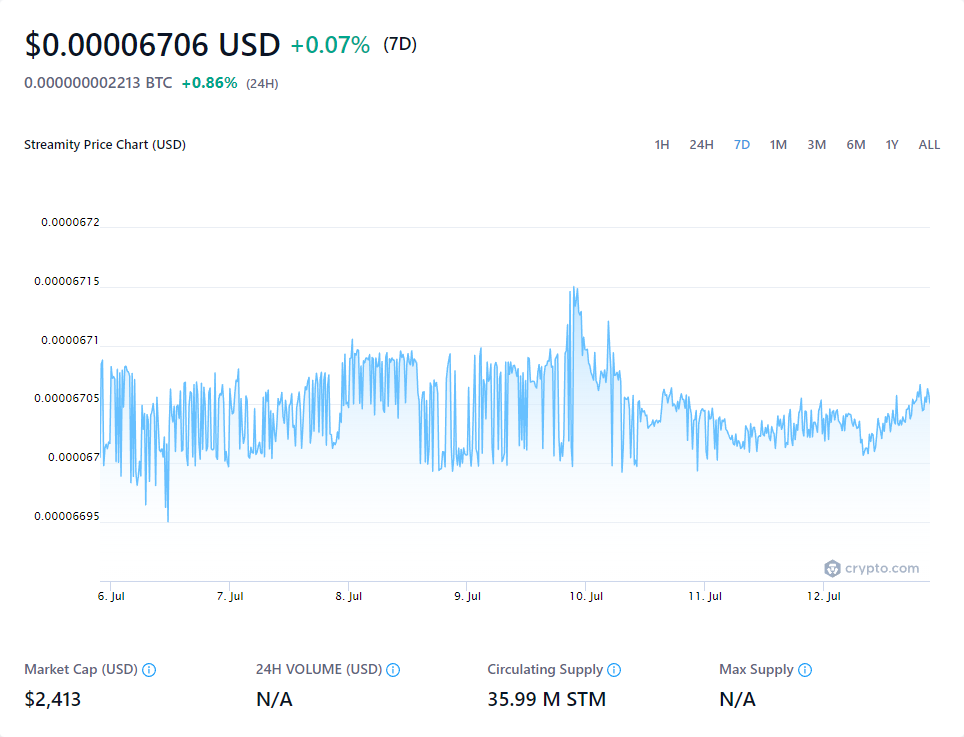 $0.00006706 USD +0.07% (7D)
0.000000002213 BTC +0.86% (24H)
Streamity Price Chart (USD) 1H 24H 7D 1M 3M 6M 1Y ALL
0.0000672
0.00006715
0.0000671
0.00006705
0.000067
0.00006695
crypto.com
6. Jul 7. Jul 8. Jul 9. Jul 10. Jul 11. Jul 12. Jul
Market Cap (USD) 24H VOLUME (USD) Circulating Supply Max Supply
$2,413 N/A 35.99 M STM N/A